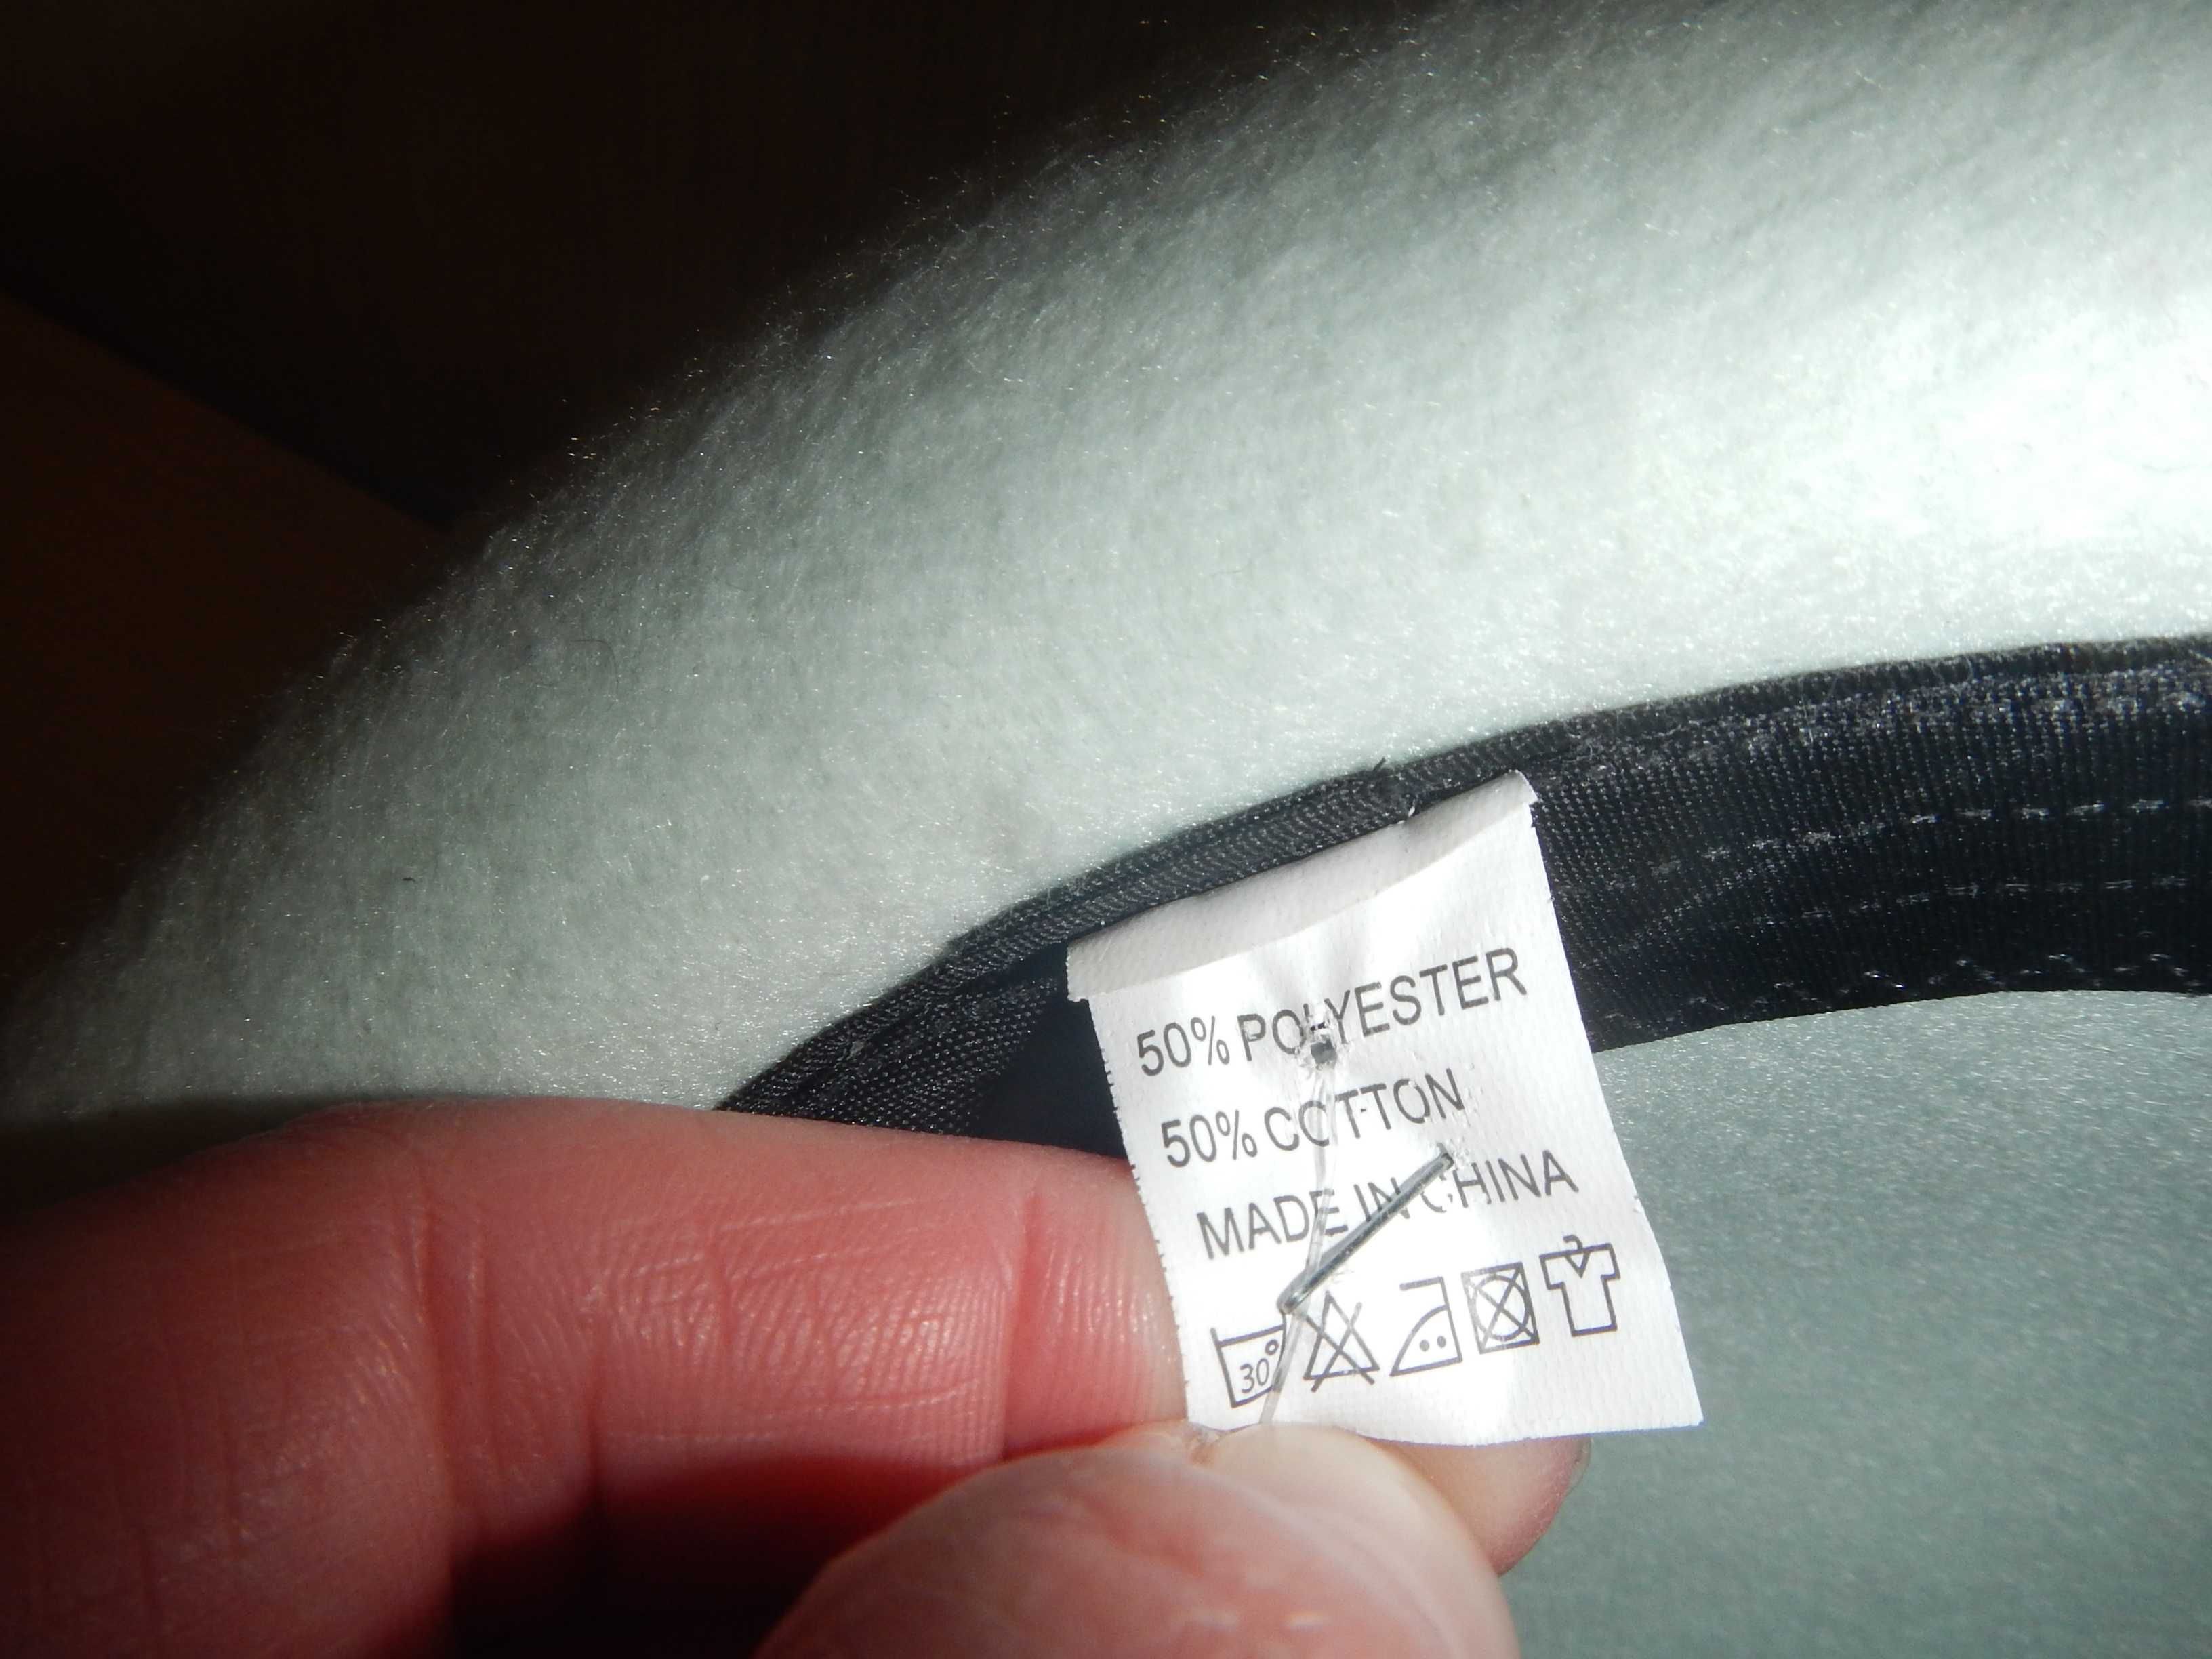 50% POLYESTER
50% COTTON
MADE IN CHINA
30°